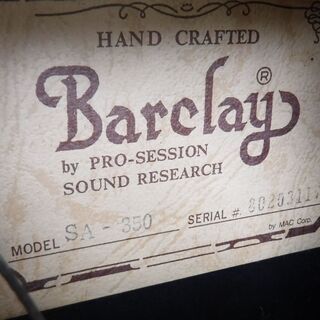 HAND CRAFTED
Barclay®
by PRO-SESSION
SOUND RESEARCH
MODEL SA-350 SERIAL #
by MAC Corp.